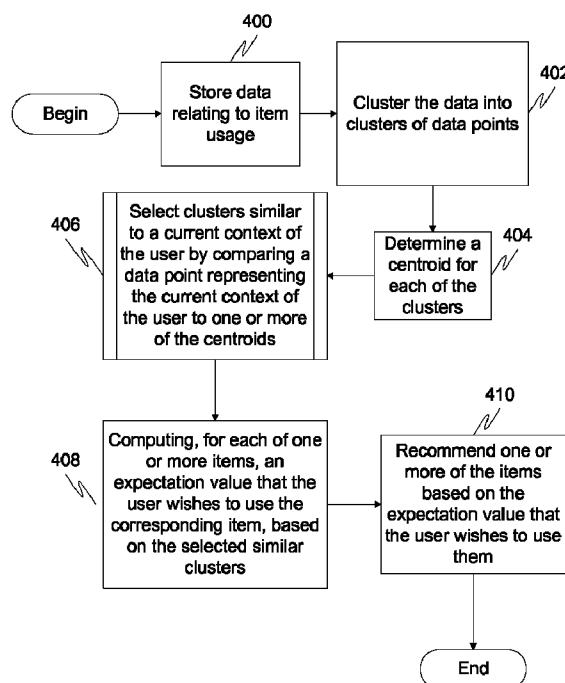 400
Store data
relating to item
usage
Begin
402
Cluster the data into
clusters of data points
404
Determine a
centroid for
each of the
clusters
406
Select clusters similar
to a current context of
the user by comparing a
data point representing
the current context of
the user to one or more
of the centroids
408
Computing, for each of one
or more items, an
expectation value that the
user wishes to use the
corresponding item, based
on the selected similar
clusters
410
Recommend one or
more of the items
based on the
expectation value that
the user wishes to use
them
End